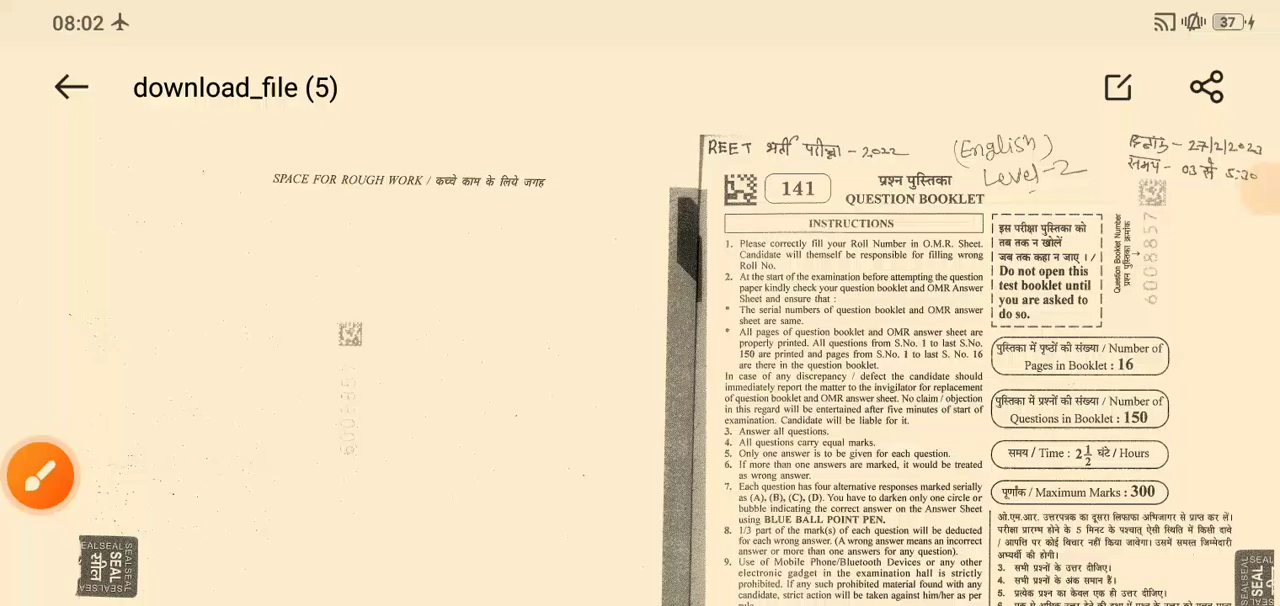 08:02
37
download_file (5)
SPACE FOR ROUGH WORK / कच्चे काम के लिये जगह
REET भर्ती परीक्षा - 2022
(English)
Level-2
दिनांक - 27/2/2023
समय - 03 से 5:30
141
प्रश्न पुस्तिका
QUESTION BOOKLET
INSTRUCTIONS
1. Please correctly fill your Roll Number in O.M.R. Sheet.
Candidate will themself be responsible for filling wrong
Roll No.
2. At the start of the examination before attempting the question
paper kindly check your question booklet and OMR Answer
Sheet and ensure that :
* The serial numbers of question booklet and OMR answer
sheet are same.
* All pages of question booklet and OMR answer sheet are
properly printed. All questions from S.No. 1 to last S.No.
150 are printed and pages from S.No. 1 to last S. No. 16
are there in the question booklet.
In case of any discrepancy / defect the candidate should
immediately report the matter to the invigilator for replacement
of question booklet and OMR answer sheet. No claim / objection
in this regard will be entertained after five minutes of start of
examination. Candidate will be liable for it.
3. Answer all questions.
4. All questions carry equal marks.
5. Only one answer is to be given for each question.
6. If more than one answers are marked, it would be treated
as wrong answer.
7. Each question has four alternative responses marked serially
as (A), (B), (C), (D). You have to darken only one circle or
bubble indicating the correct answer on the Answer Sheet
using BLUE BALL POINT PEN.
8. 1/3 part of the mark(s) of each question will be deducted
for each wrong answer. (A wrong answer means an incorrect
answer or more than one answers for any question).
9. Use of Mobile Phone/Bluetooth Devices or any other
electronic gadget in the examination hall is strictly
prohibited. If any such prohibited material found with any
candidate, strict action will be taken against him/her as per
इस परीक्षा पुस्तिका को
तब तक न खोलें
जब तक कहा न जाए । /
Do not open this
test booklet until
you are asked to
do so.
Question Booklet Number
प्रश्न पुस्तिका क्रमांक
6008857
पुस्तिका में पृष्ठों की संख्या / Number of
Pages in Booklet : 16
पुस्तिका में प्रश्नों की संख्या / Number of
Questions in Booklet : 150
समय / Time : 2 1/2 घंटे / Hours
पूर्णांक / Maximum Marks : 300
ओ.एम.आर. उत्तरपत्रक का दूसरा लिफाफा अभिजागर से प्राप्त कर लें।
परीक्षा प्रारम्भ होने के 5 मिनट के पश्चात् ऐसी स्थिति में किसी दावे
/ आपत्ति पर कोई विचार नहीं किया जावेगा। उसमें समस्त जिम्मेदारी
अभ्यर्थी की होगी।
3. सभी प्रश्नों के उत्तर दीजिए।
4. सभी प्रश्नों के अंक समान हैं।
5. प्रत्येक प्रश्न का केवल एक ही उत्तर दीजिए।
SEAL
सील
SEAL